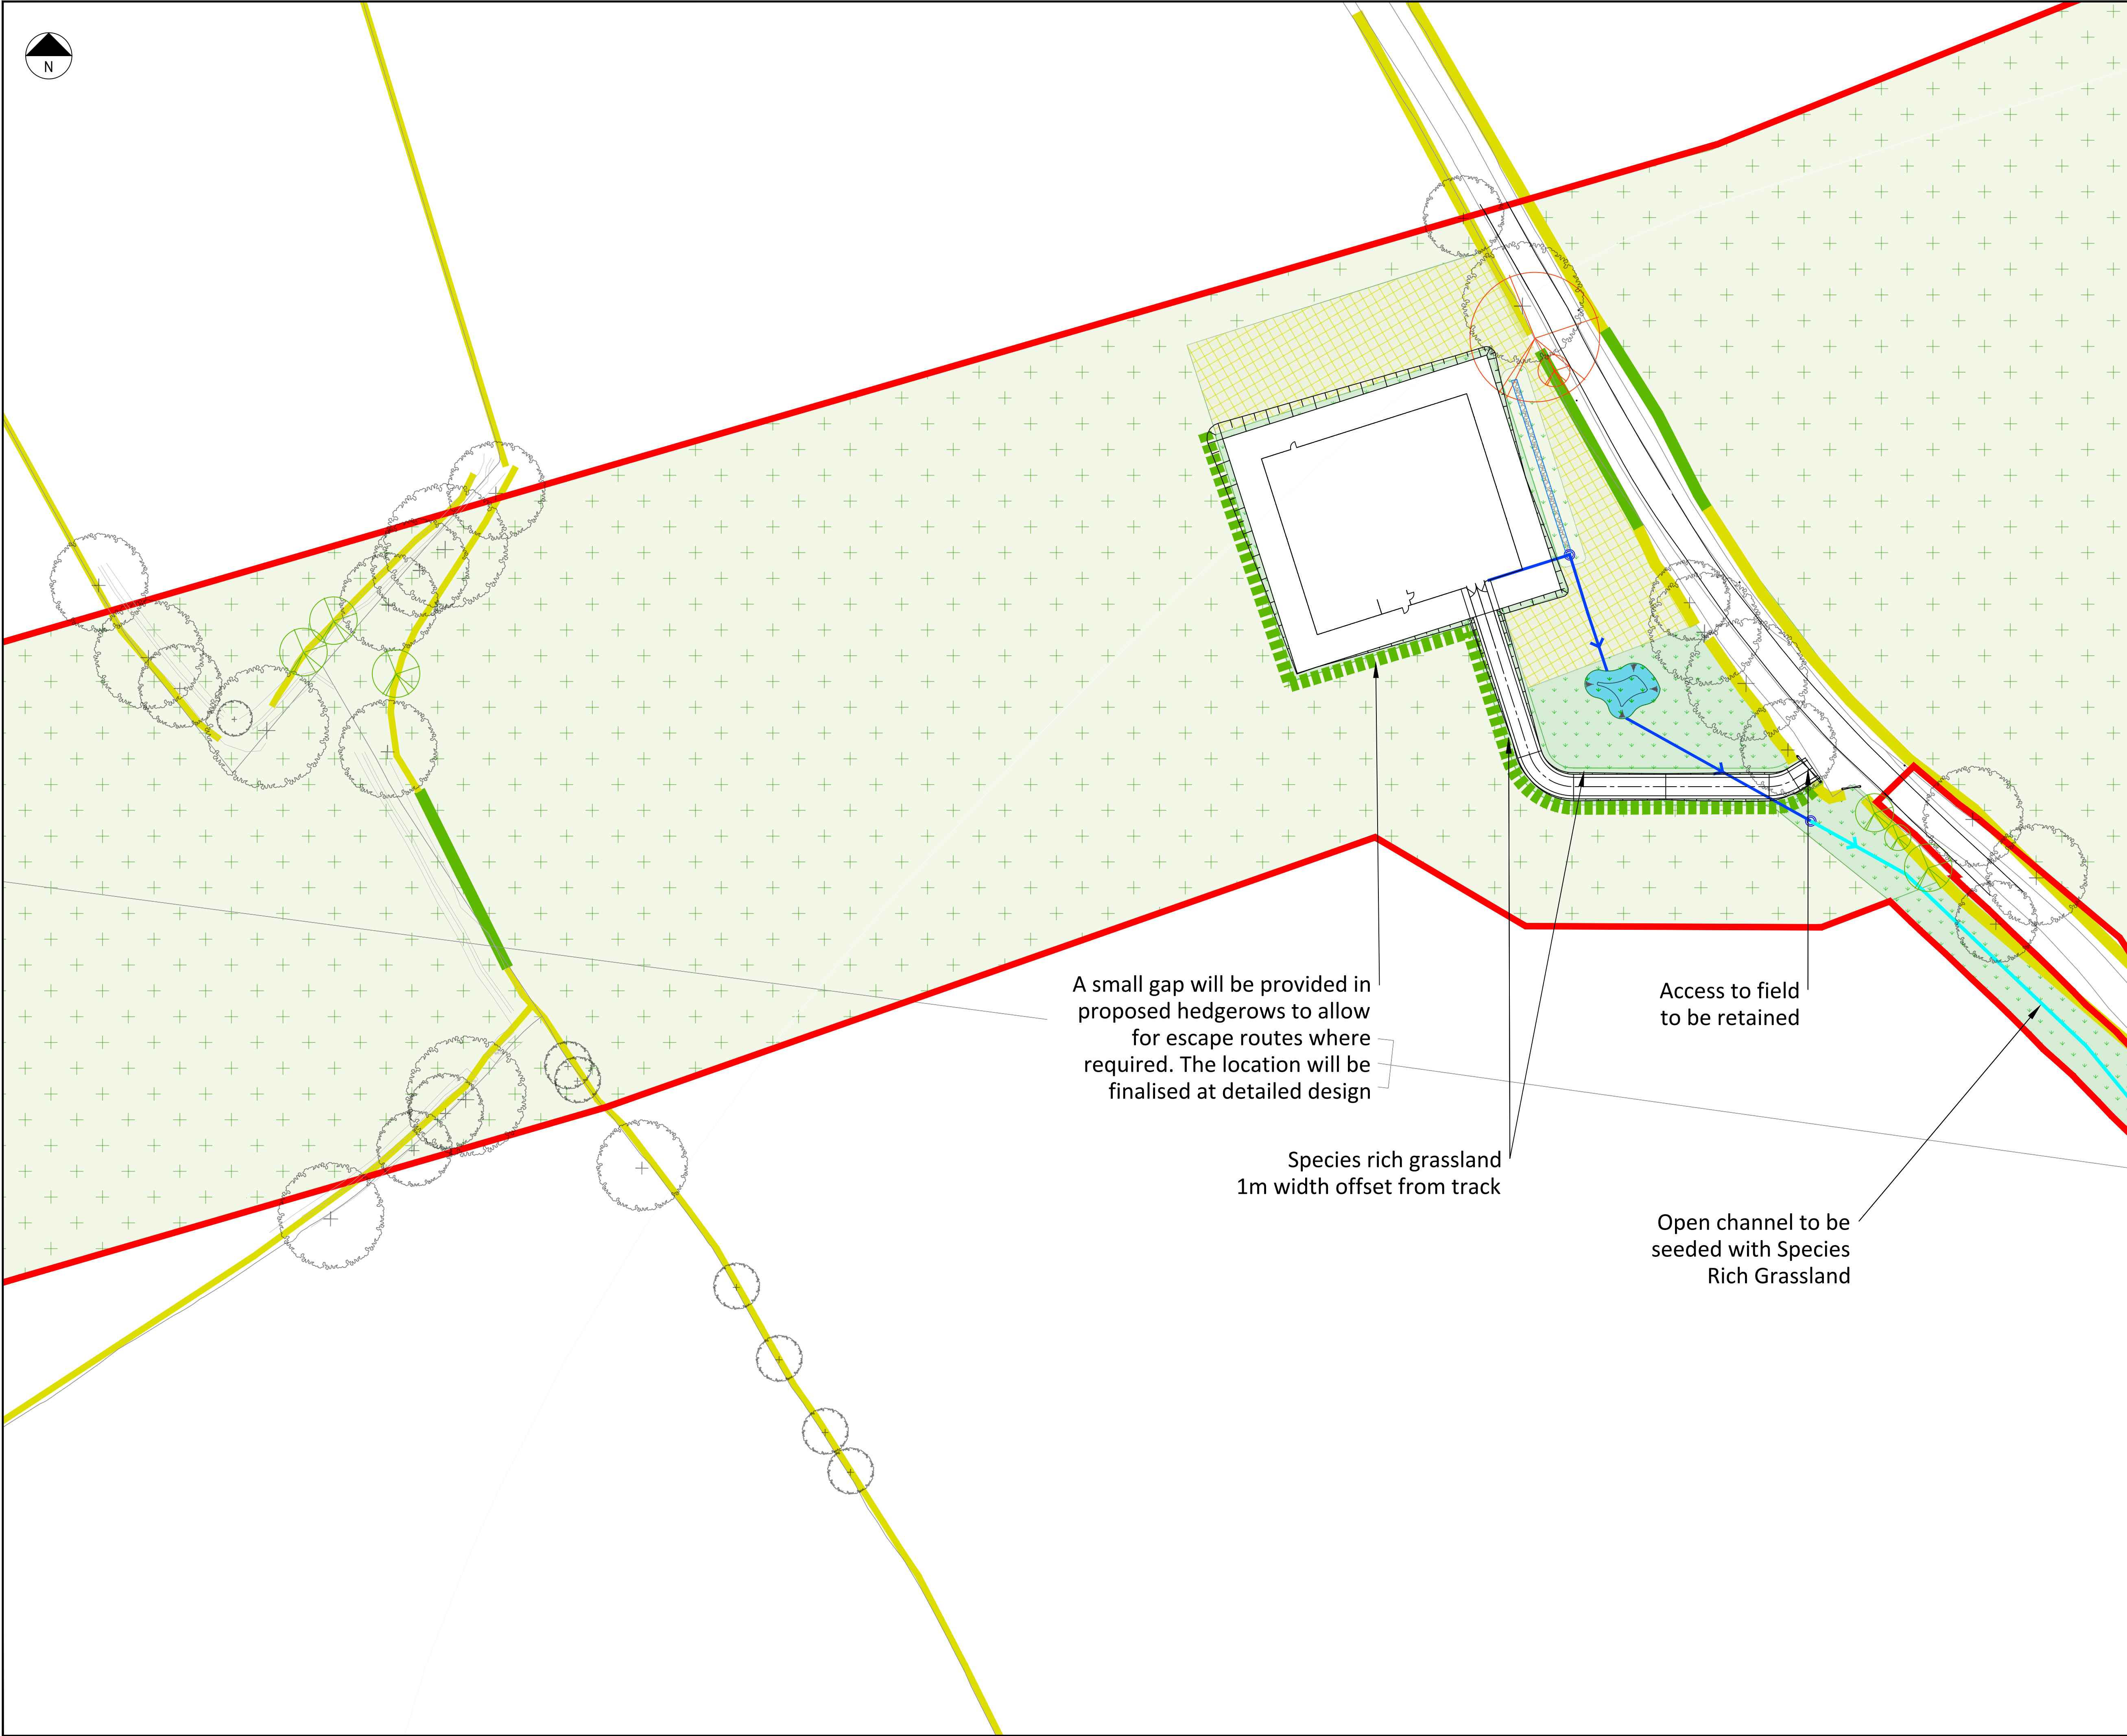 N
A small gap will be provided in
proposed hedgerows to allow
for escape routes where
required. The location will be
finalised at detailed design
Access to field
to be retained
Species rich grassland
1m width offset from track
Open channel to be
seeded with Species
Rich Grassland